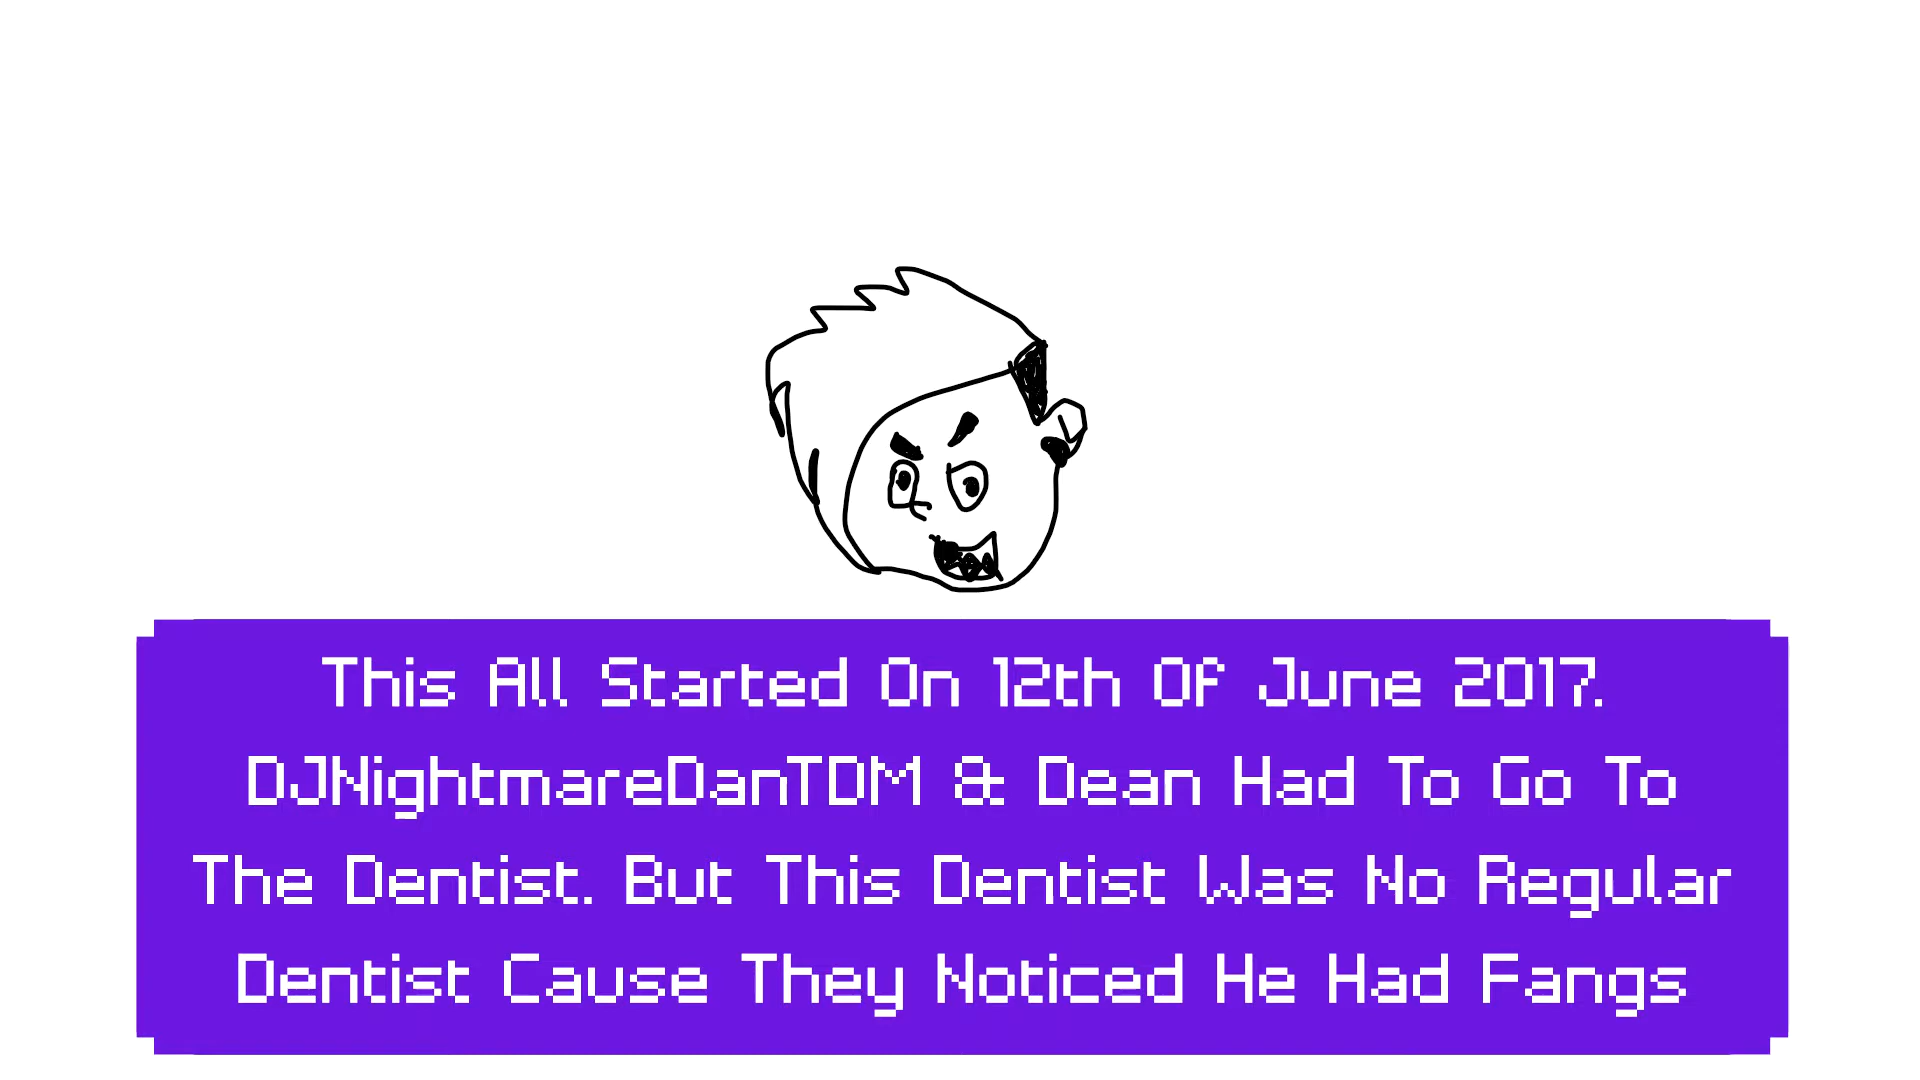 This All Started On 12th Of June 2017.
DJNightmareDanTDM & Dean Had To Go To
The Dentist. But This Dentist Was No Regular
Dentist Cause They Noticed He Had Fangs